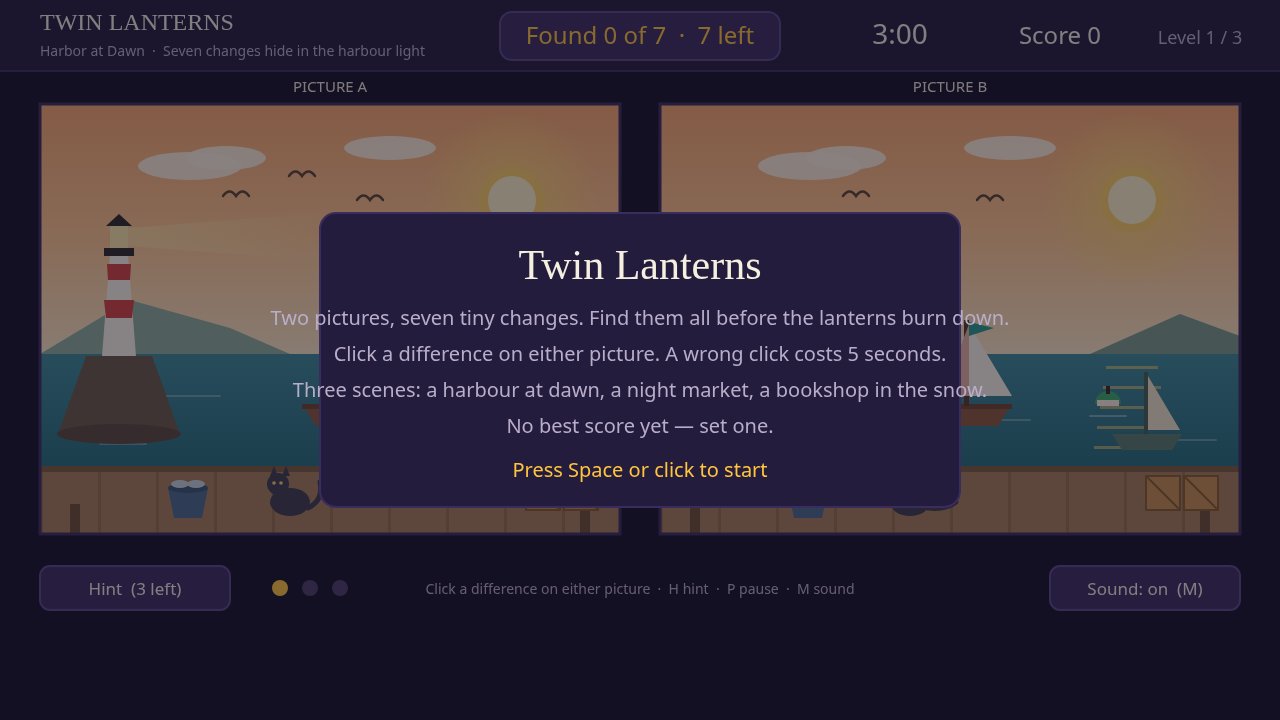 TWIN LANTERNS
Harbor at Dawn · Seven changes hide in the harbour light
Found 0 of 7 · 7 left
3:00
Score 0
Level 1 / 3
PICTURE A
PICTURE B
Twin Lanterns
Two pictures, seven tiny changes. Find them all before the lanterns burn down.
Click a difference on either picture. A wrong click costs 5 seconds.
Three scenes: a harbour at dawn, a night market, a bookshop in the snow.
No best score yet — set one.
Press Space or click to start
Hint (3 left)
Click a difference on either picture · H hint · P pause · M sound
Sound: on (M)